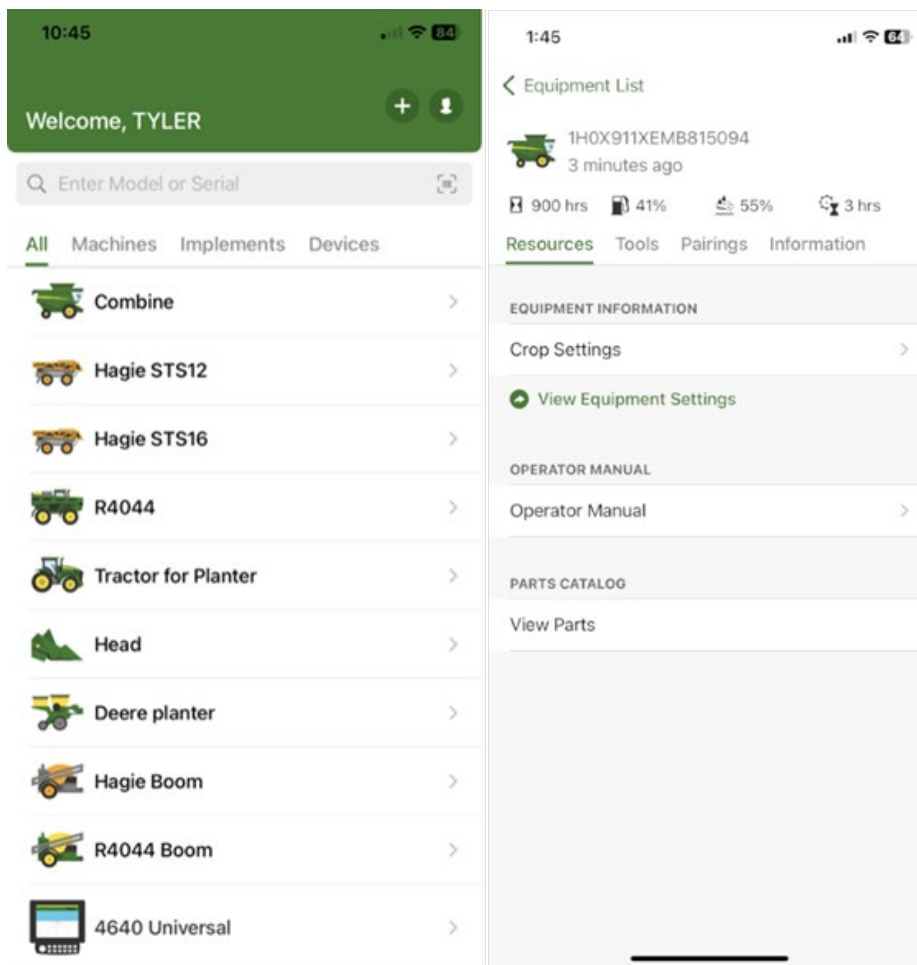 10:45
84
Welcome, TYLER
Enter Model or Serial
All Machines Implements Devices
Combine
Hagie STS12
Hagie STS16
R4044
Tractor for Planter
Head
Deere planter
Hagie Boom
R4044 Boom
4640 Universal
1:45
64
Equipment List
1H0X911XEMB815094
3 minutes ago
900 hrs 41% 55% 3 hrs
Resources Tools Pairings Information
EQUIPMENT INFORMATION
Crop Settings
View Equipment Settings
OPERATOR MANUAL
Operator Manual
PARTS CATALOG
View Parts